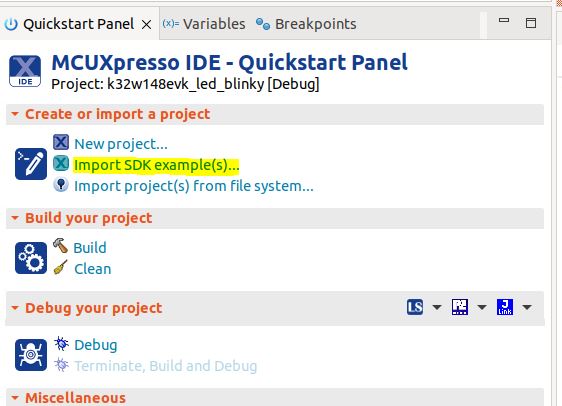 Quickstart Panel (x)= Variables Breakpoints
X
IDE
MCUXpresso IDE - Quickstart Panel
Project: k32w148evk_led_blinky [Debug]
Create or import a project
New project...
Import SDK example(s)...
Import project(s) from file system...
Build your project
Build
Clean
Debug your project LS J link
Debug
Terminate, Build and Debug
Miscellaneous